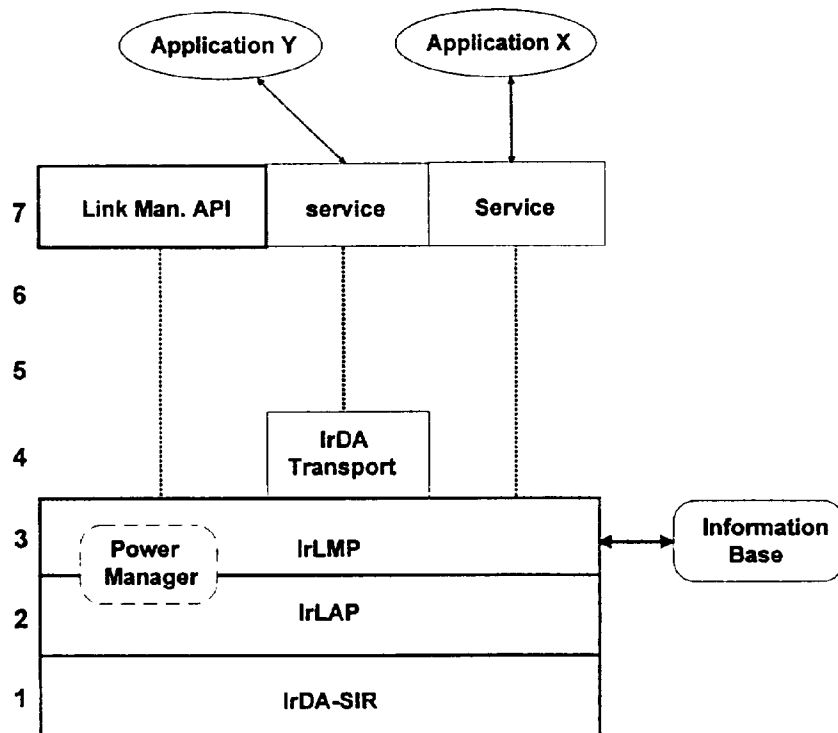 Application Y
Application X
7
Link Man. API
service
Service
6
5
4
IrDA
Transport
3
Power
Manager
IrLMP
Information
Base
2
IrLAP
1
IrDA-SIR